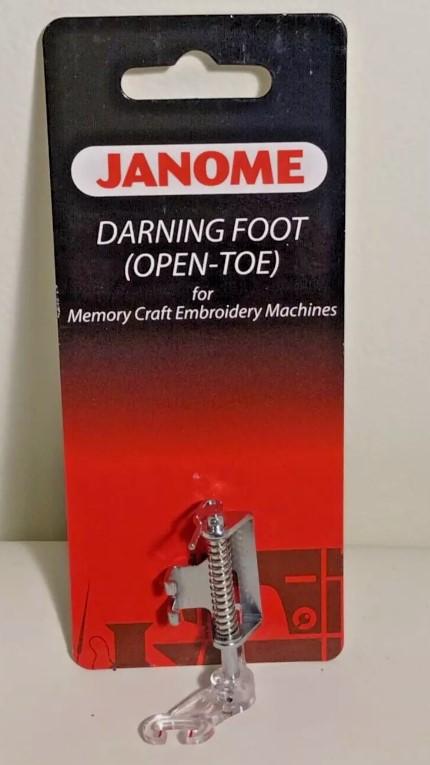 JANOME
DARNING FOOT
(OPEN-TOE)
for
Memory Craft Embroidery Machines